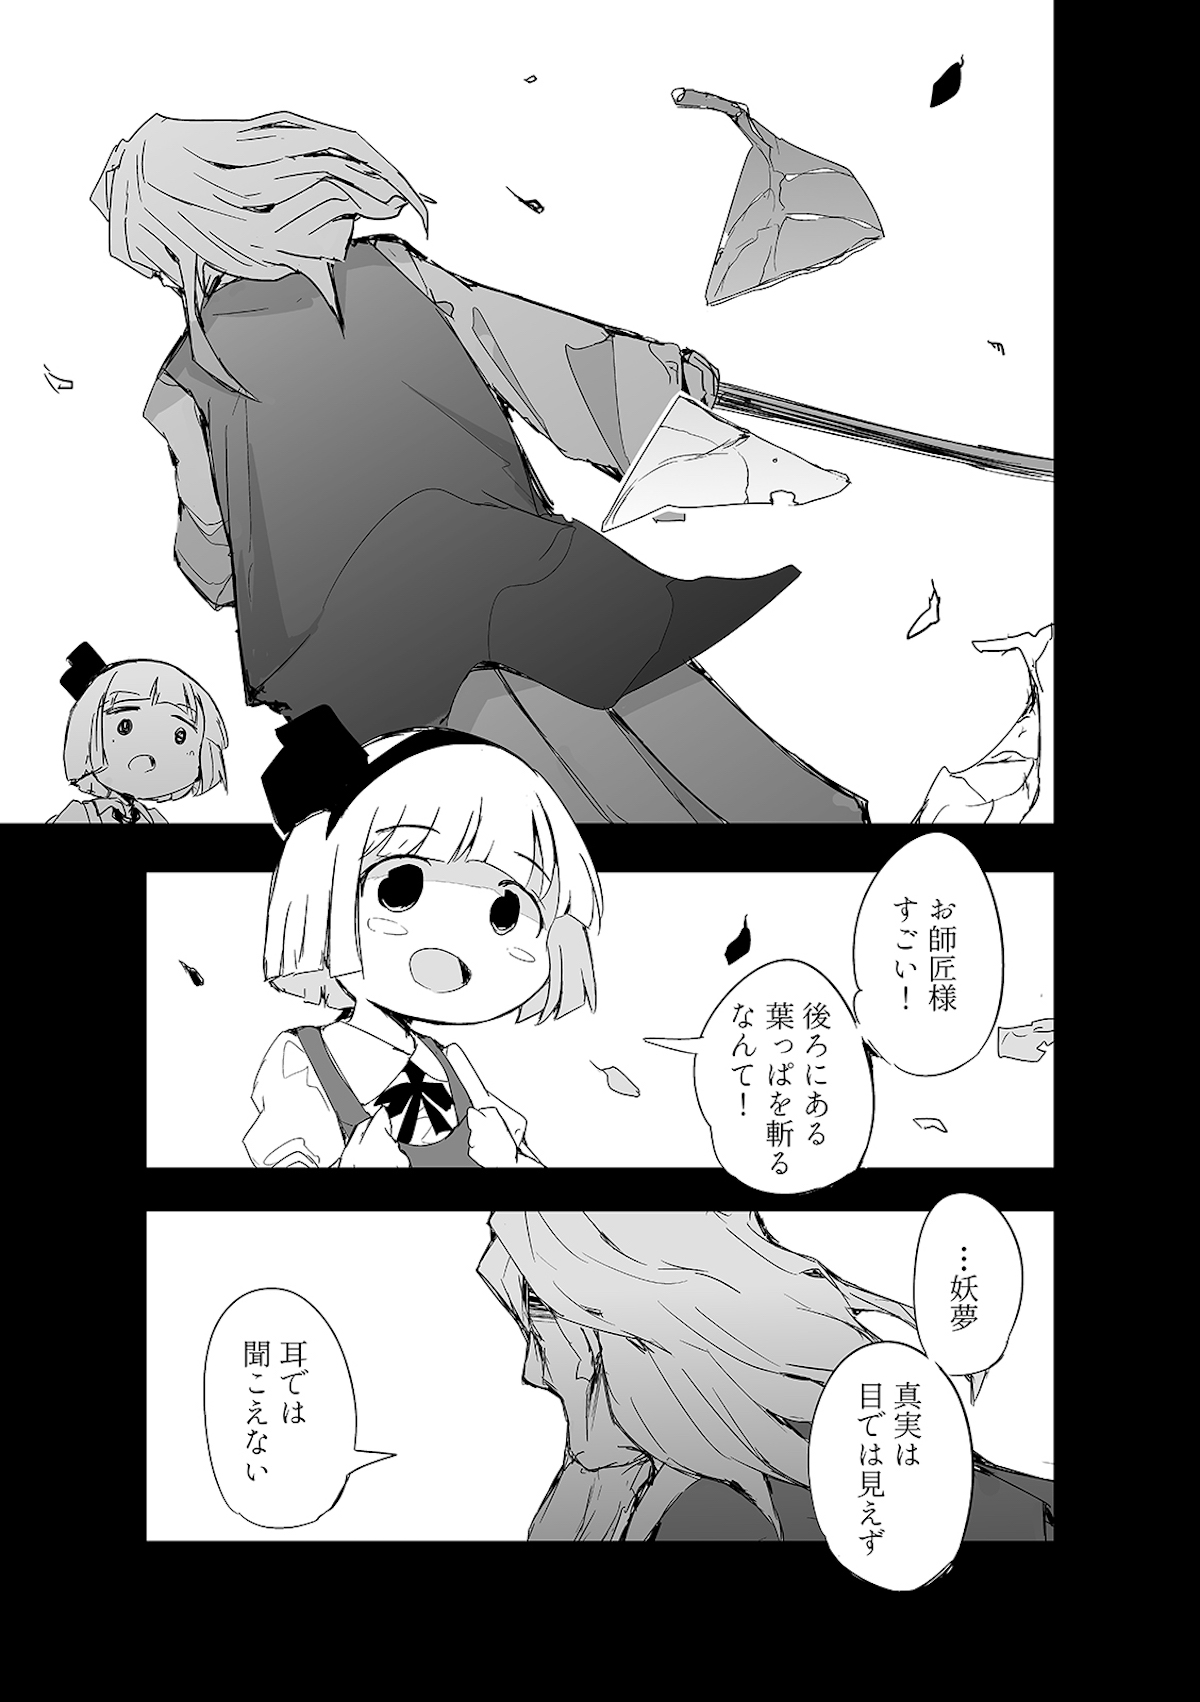 お師匠様
すごい！
後ろにある
葉っぱを斬る
なんて！
…妖夢
真実は
目では見えず
耳では
聞こえない